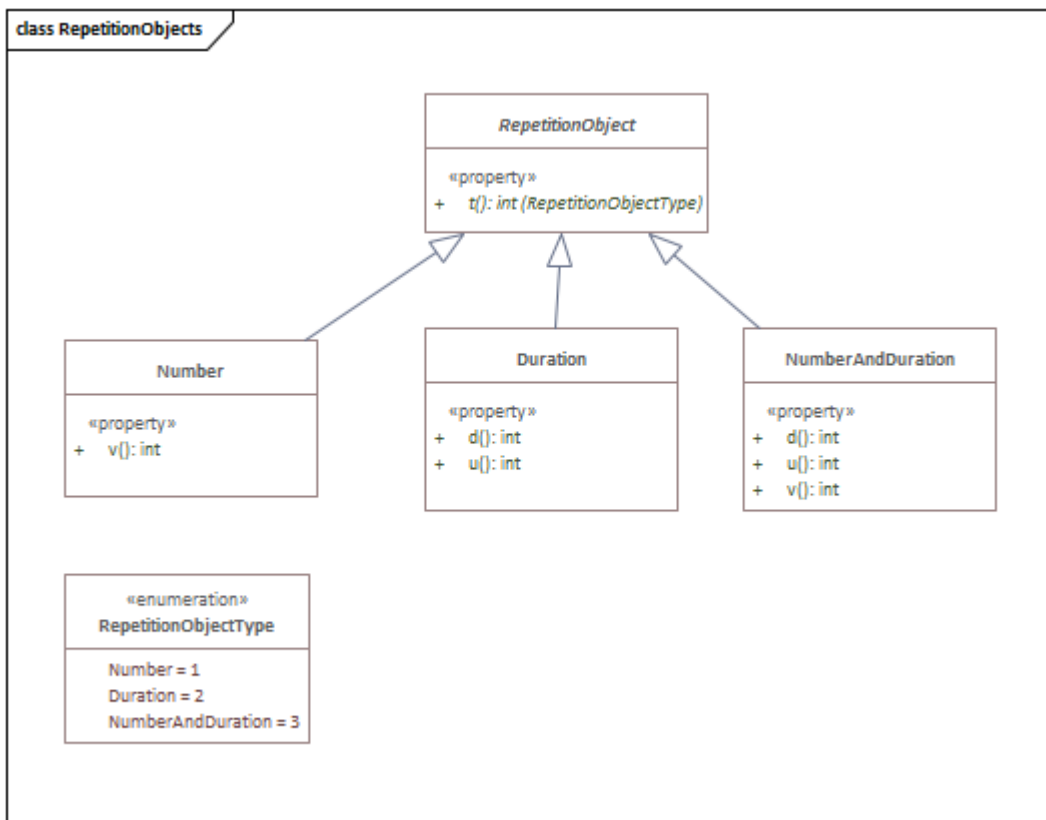 class RepetitionObjects
RepetitionObject
«property»
+ t(): int (RepetitionObjectType)
Number
«property»
+ v(): int
Duration
«property»
+ d(): int
+ u(): int
NumberAndDuration
«property»
+ d(): int
+ u(): int
+ v(): int
«enumeration»
RepetitionObjectType
Number = 1
Duration = 2
NumberAndDuration = 3